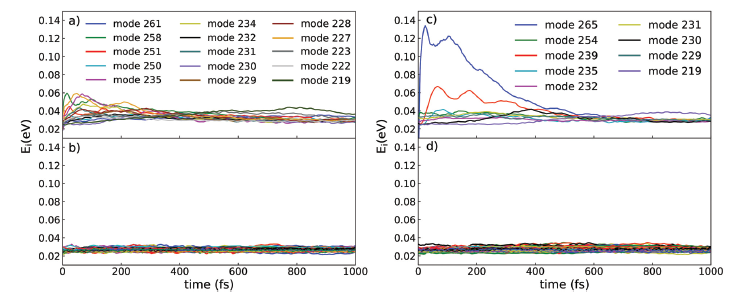 a)
mode 261 mode 234 mode 228
mode 258 mode 232 mode 227
mode 251 mode 231 mode 223
mode 250 mode 230 mode 222
mode 235 mode 229 mode 219
0.14
0.12
0.10
0.08
0.06
0.04
0.02
Eᵢ(eV)
b)
0.14
0.12
0.10
0.08
0.06
0.04
0.02
0 200 400 600 800 1000
time (fs)
c)
mode 265 mode 231
mode 254 mode 230
mode 239 mode 229
mode 235 mode 219
mode 232
0.14
0.12
0.10
0.08
0.06
0.04
0.02
Eᵢ(eV)
d)
0.14
0.12
0.10
0.08
0.06
0.04
0.02
0 200 400 600 800 1000
time (fs)